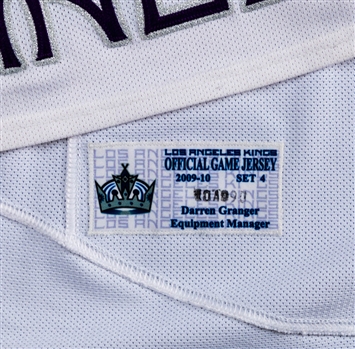 LOS ANGELES KINGS
OFFICIAL GAME JERSEY
2009-10 SET 4
Darren Granger
Equipment Manager